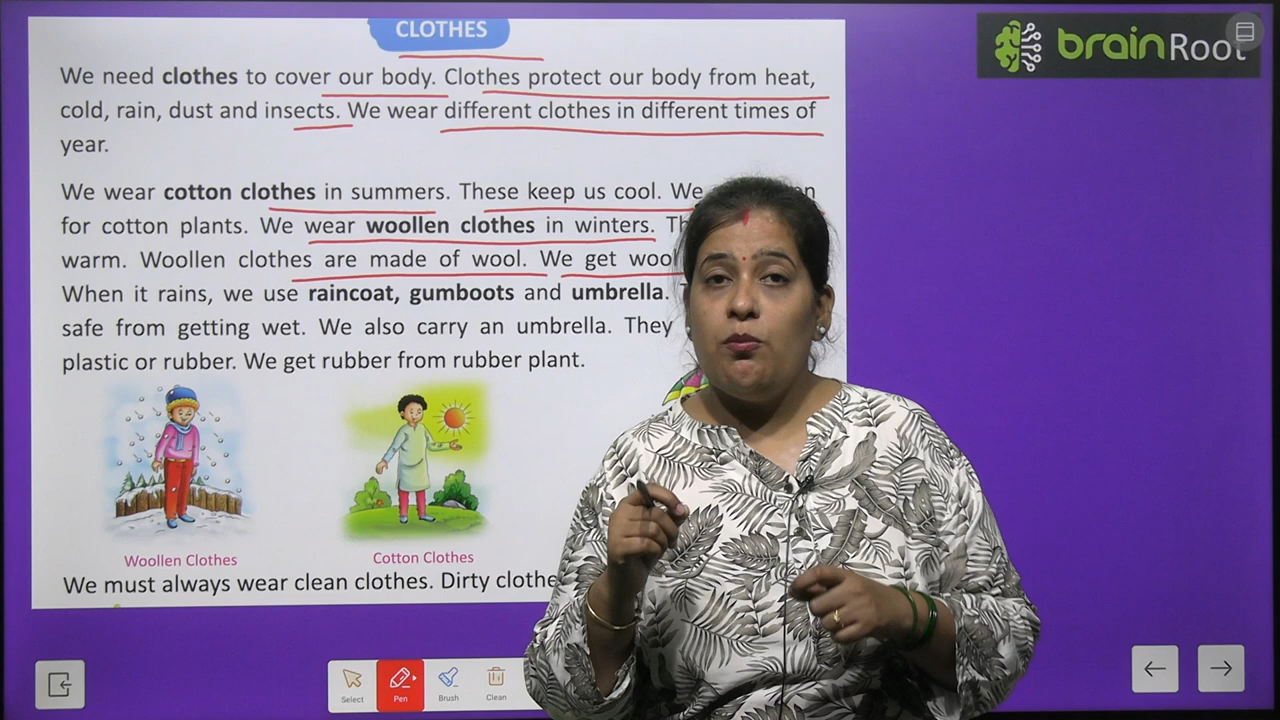 CLOTHES
brainRoot
We need clothes to cover our body. Clothes protect our body from heat,
cold, rain, dust and insects. We wear different clothes in different times of
year.
We wear cotton clothes in summers. These keep us cool. We
for cotton plants. We wear woollen clothes in winters.
warm. Woollen clothes are made of wool. We get wool
When it rains, we use raincoat, gumboots and umbrella.
safe from getting wet. We also carry an umbrella. They
plastic or rubber. We get rubber from rubber plant.
Woollen Clothes
Cotton Clothes
We must always wear clean clothes. Dirty
Select
Pen
Brush
Clean